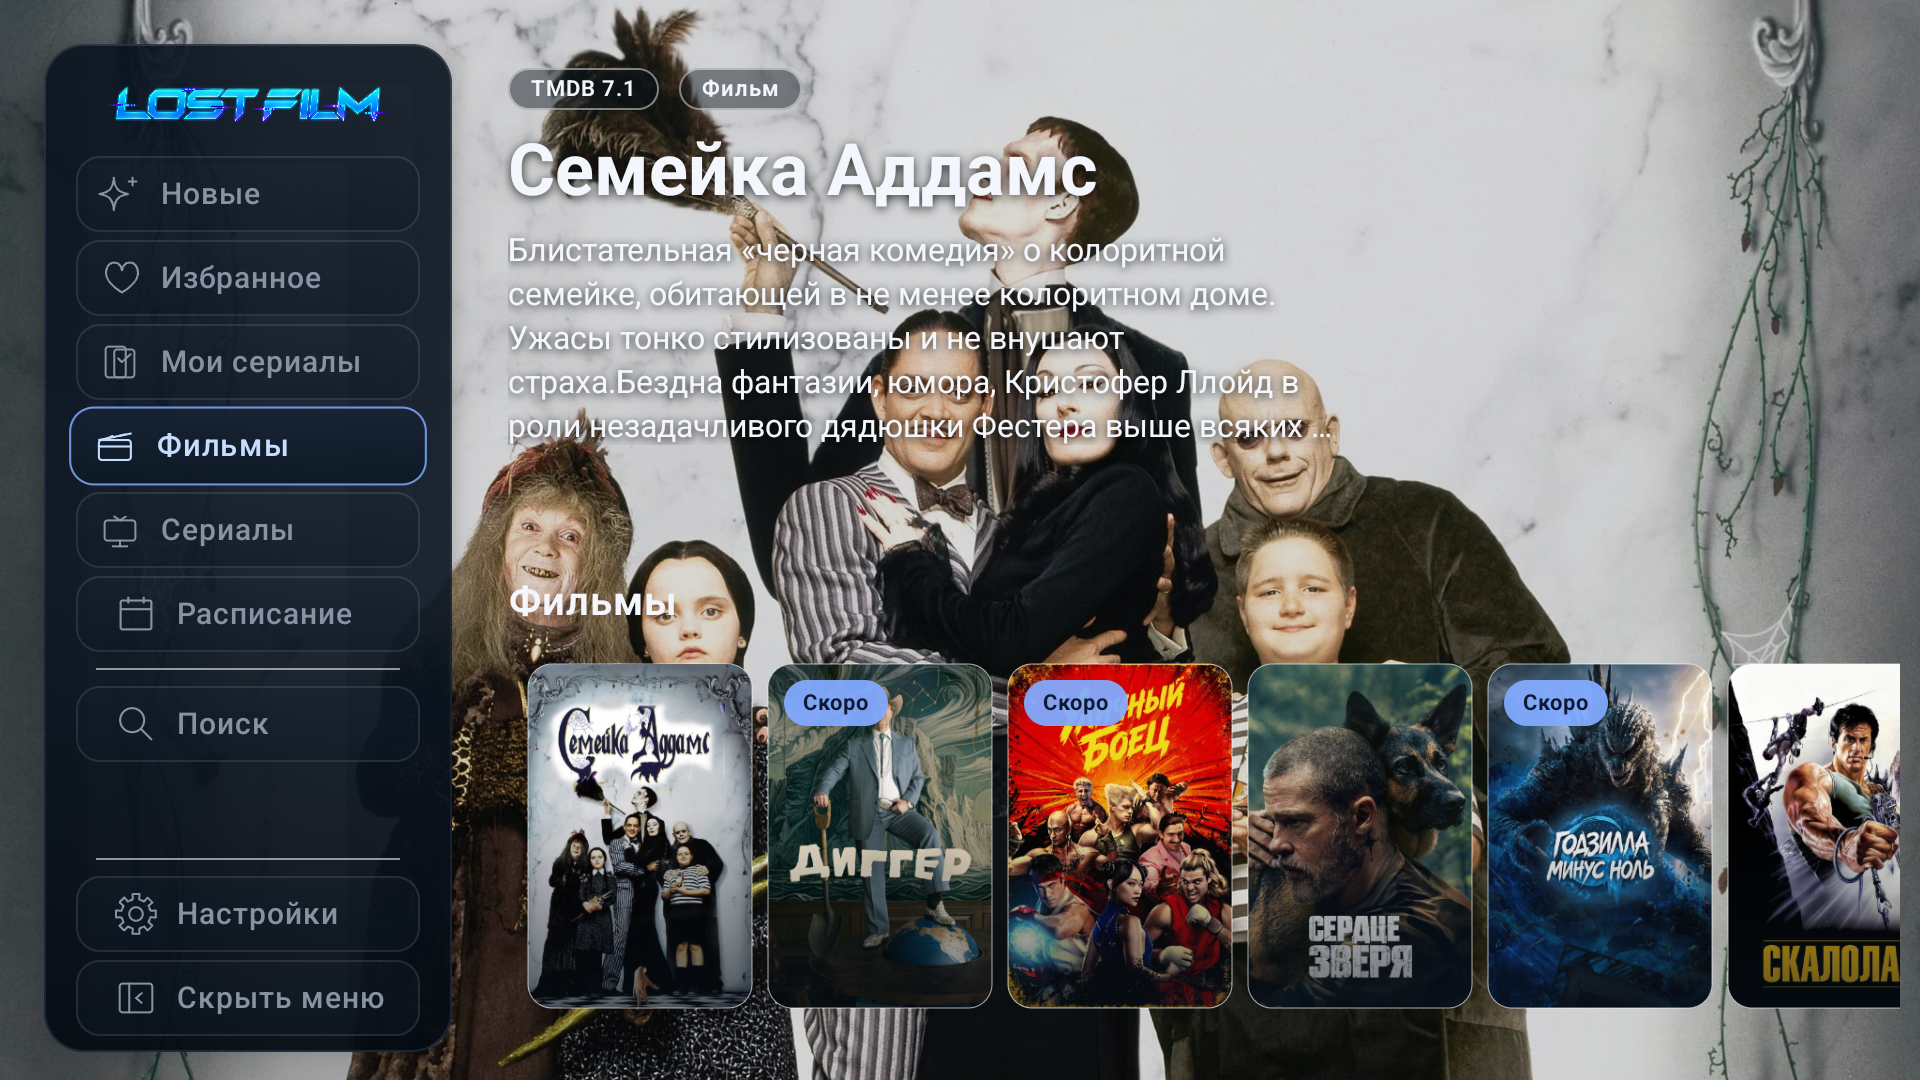 LOSTFILM
Новые
Избранное
Мои сериалы
Фильмы
Сериалы
Расписание
Поиск
Настройки
Скрыть меню
TMDB 7.1
Фильм
Семейка Аддамс
Блистательная «черная комедия» о колоритной
семейке, обитающей в не менее колоритном доме.
Ужасы тонко стилизованы и не внушают
страха.Бездна фантазии, юмора, Кристофер Ллойд в
роли незадачливого дядюшки Фестера выше всяких ...
Фильмы
Семейка Аддамс
Скоро
ДИГГЕР
Скоро
БОЕЦ
СЕРДЦЕ
ЗВЕРЯ
Скоро
ГОДЗИЛЛА
МИНУС НОЛЬ
СКАЛОЛА